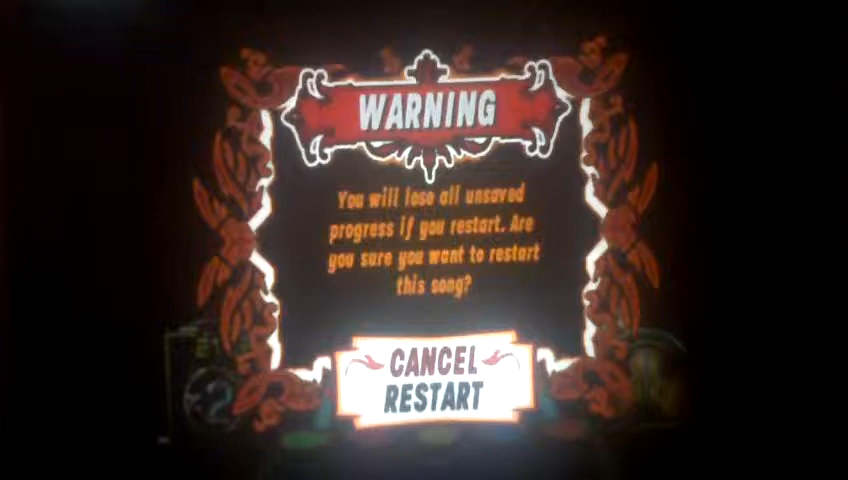 WARNING
You will lose all unsaved
progress if you restart. Are
you sure you want to restart
this song?
CANCEL
RESTART